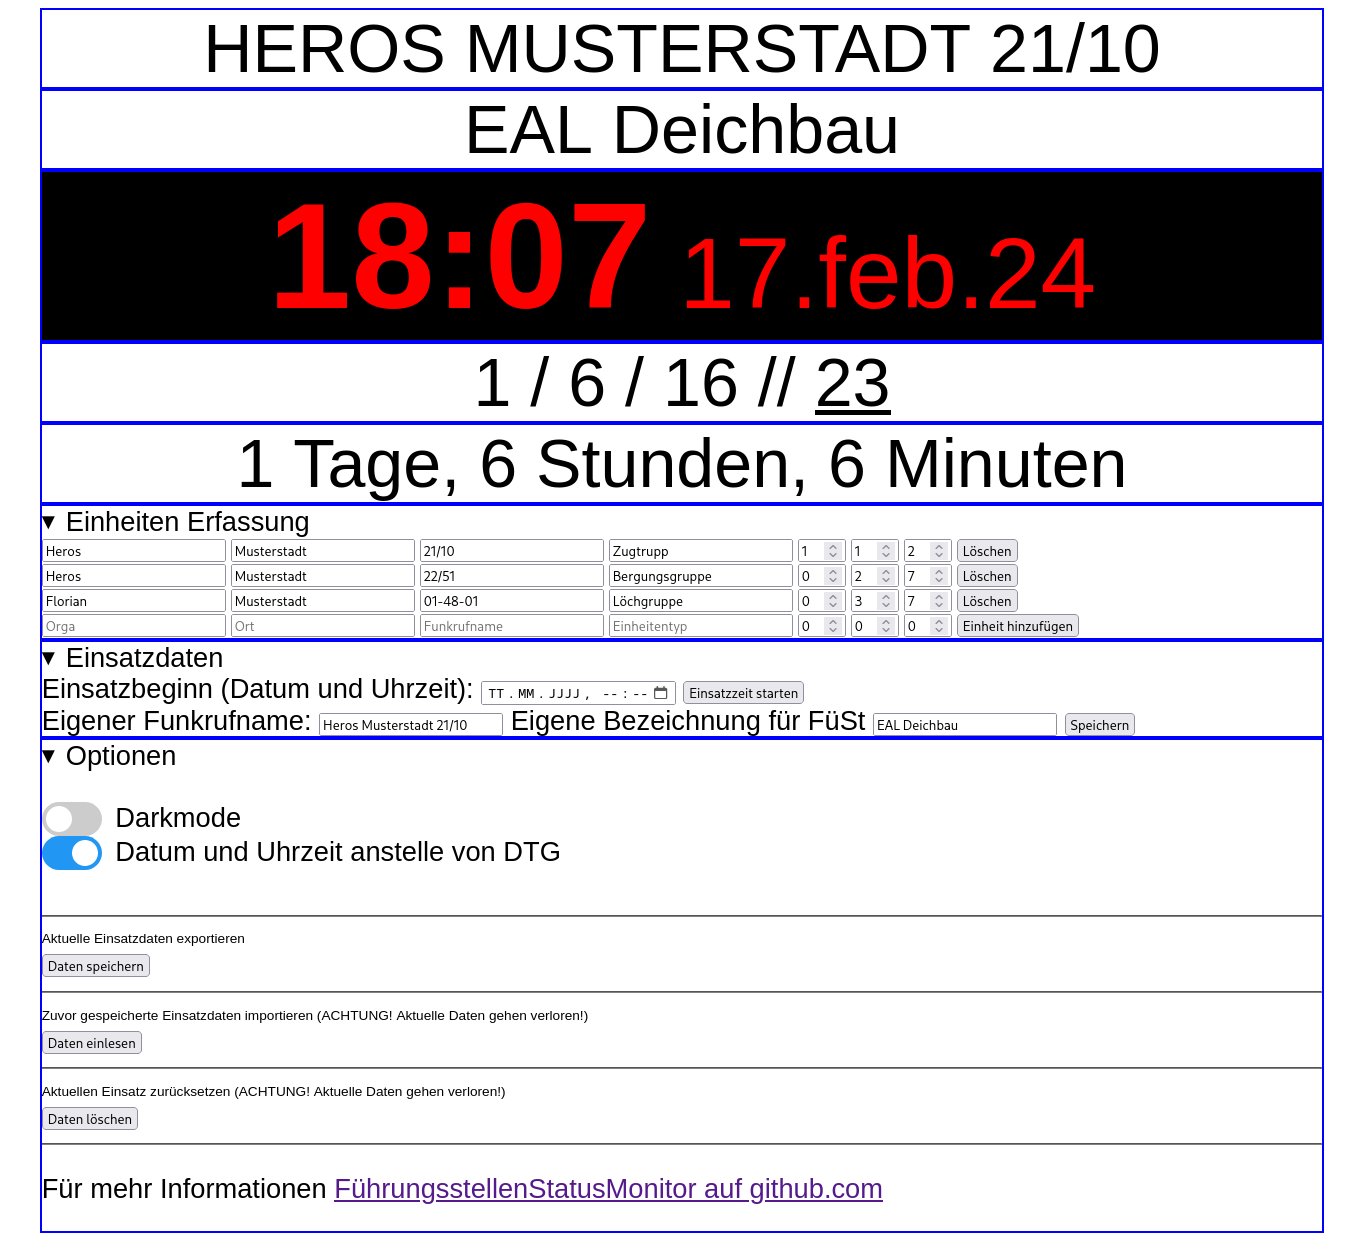 HEROS MUSTERSTADT 21/10
EAL Deichbau
18:07 17.feb.24
1 / 6 / 16 // 23
1 Tage, 6 Stunden, 6 Minuten
▼ Einheiten Erfassung
Heros Musterstadt 21/10 Zugtrupp 1 1 2 Löschen
Heros Musterstadt 22/51 Bergungsgruppe 0 2 7 Löschen
Florian Musterstadt 01-48-01 Löchgruppe 0 3 7 Löschen
Orga Ort Funkrufname Einheitentyp 0 0 0 Einheit hinzufügen
▼ Einsatzdaten
Einsatzbeginn (Datum und Uhrzeit): TT.MM.JJJJ, --:-- Einsatzzeit starten
Eigener Funkrufname: Heros Musterstadt 21/10 Eigene Bezeichnung für FüSt EAL Deichbau Speichern
▼ Optionen
Darkmode
Datum und Uhrzeit anstelle von DTG
Aktuelle Einsatzdaten exportieren
Daten speichern
Zuvor gespeicherte Einsatzdaten importieren (ACHTUNG! Aktuelle Daten gehen verloren!)
Daten einlesen
Aktuellen Einsatz zurücksetzen (ACHTUNG! Aktuelle Daten gehen verloren!)
Daten löschen
Für mehr Informationen FührungsstellenStatusMonitor auf github.com